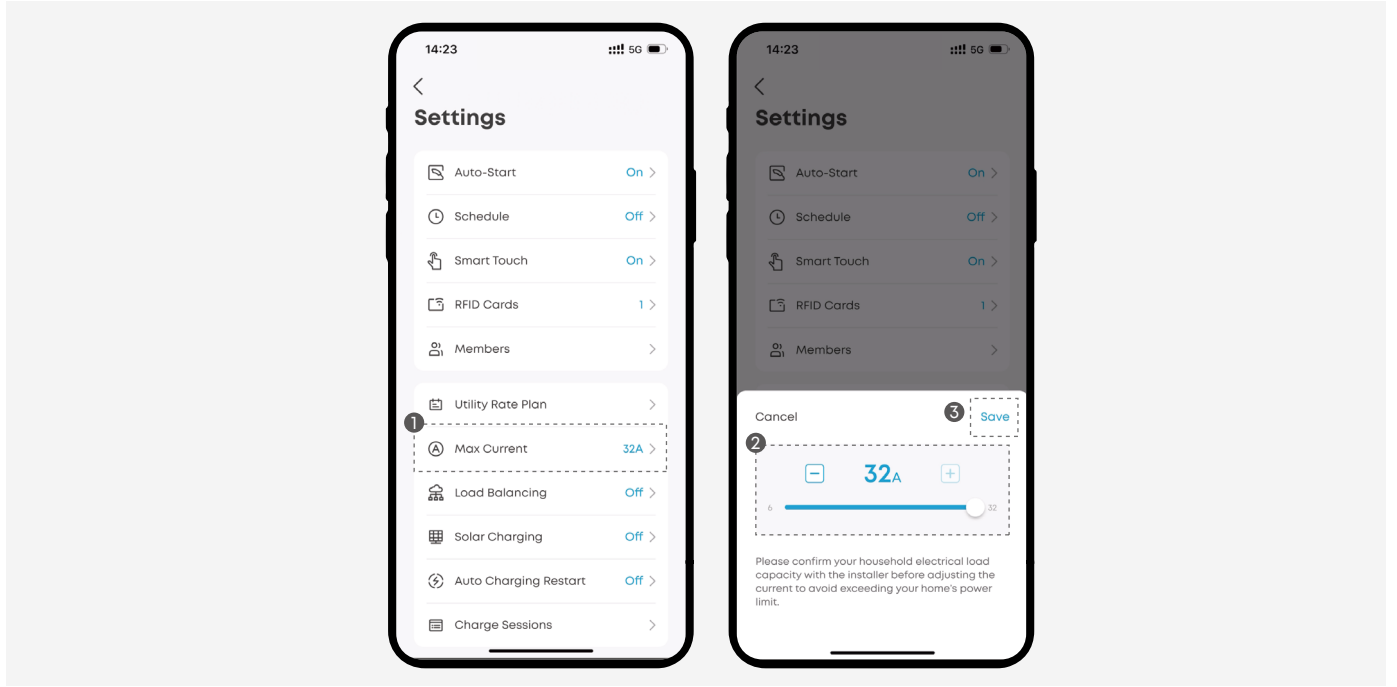 14:23
5G
Settings
Auto-Start On
Schedule Off
Smart Touch On
RFID Cards 1
Members
Utility Rate Plan
1
Max Current 32A
Load Balancing Off
Solar Charging Off
Auto Charging Restart Off
Charge Sessions
14:23
5G
Settings
Auto-Start On
Schedule Off
Smart Touch On
RFID Cards 1
Members
Cancel 3 Save
2
32A
6 32
Please confirm your household electrical load
capacity with the installer before adjusting the
current to avoid exceeding your home's power
limit.